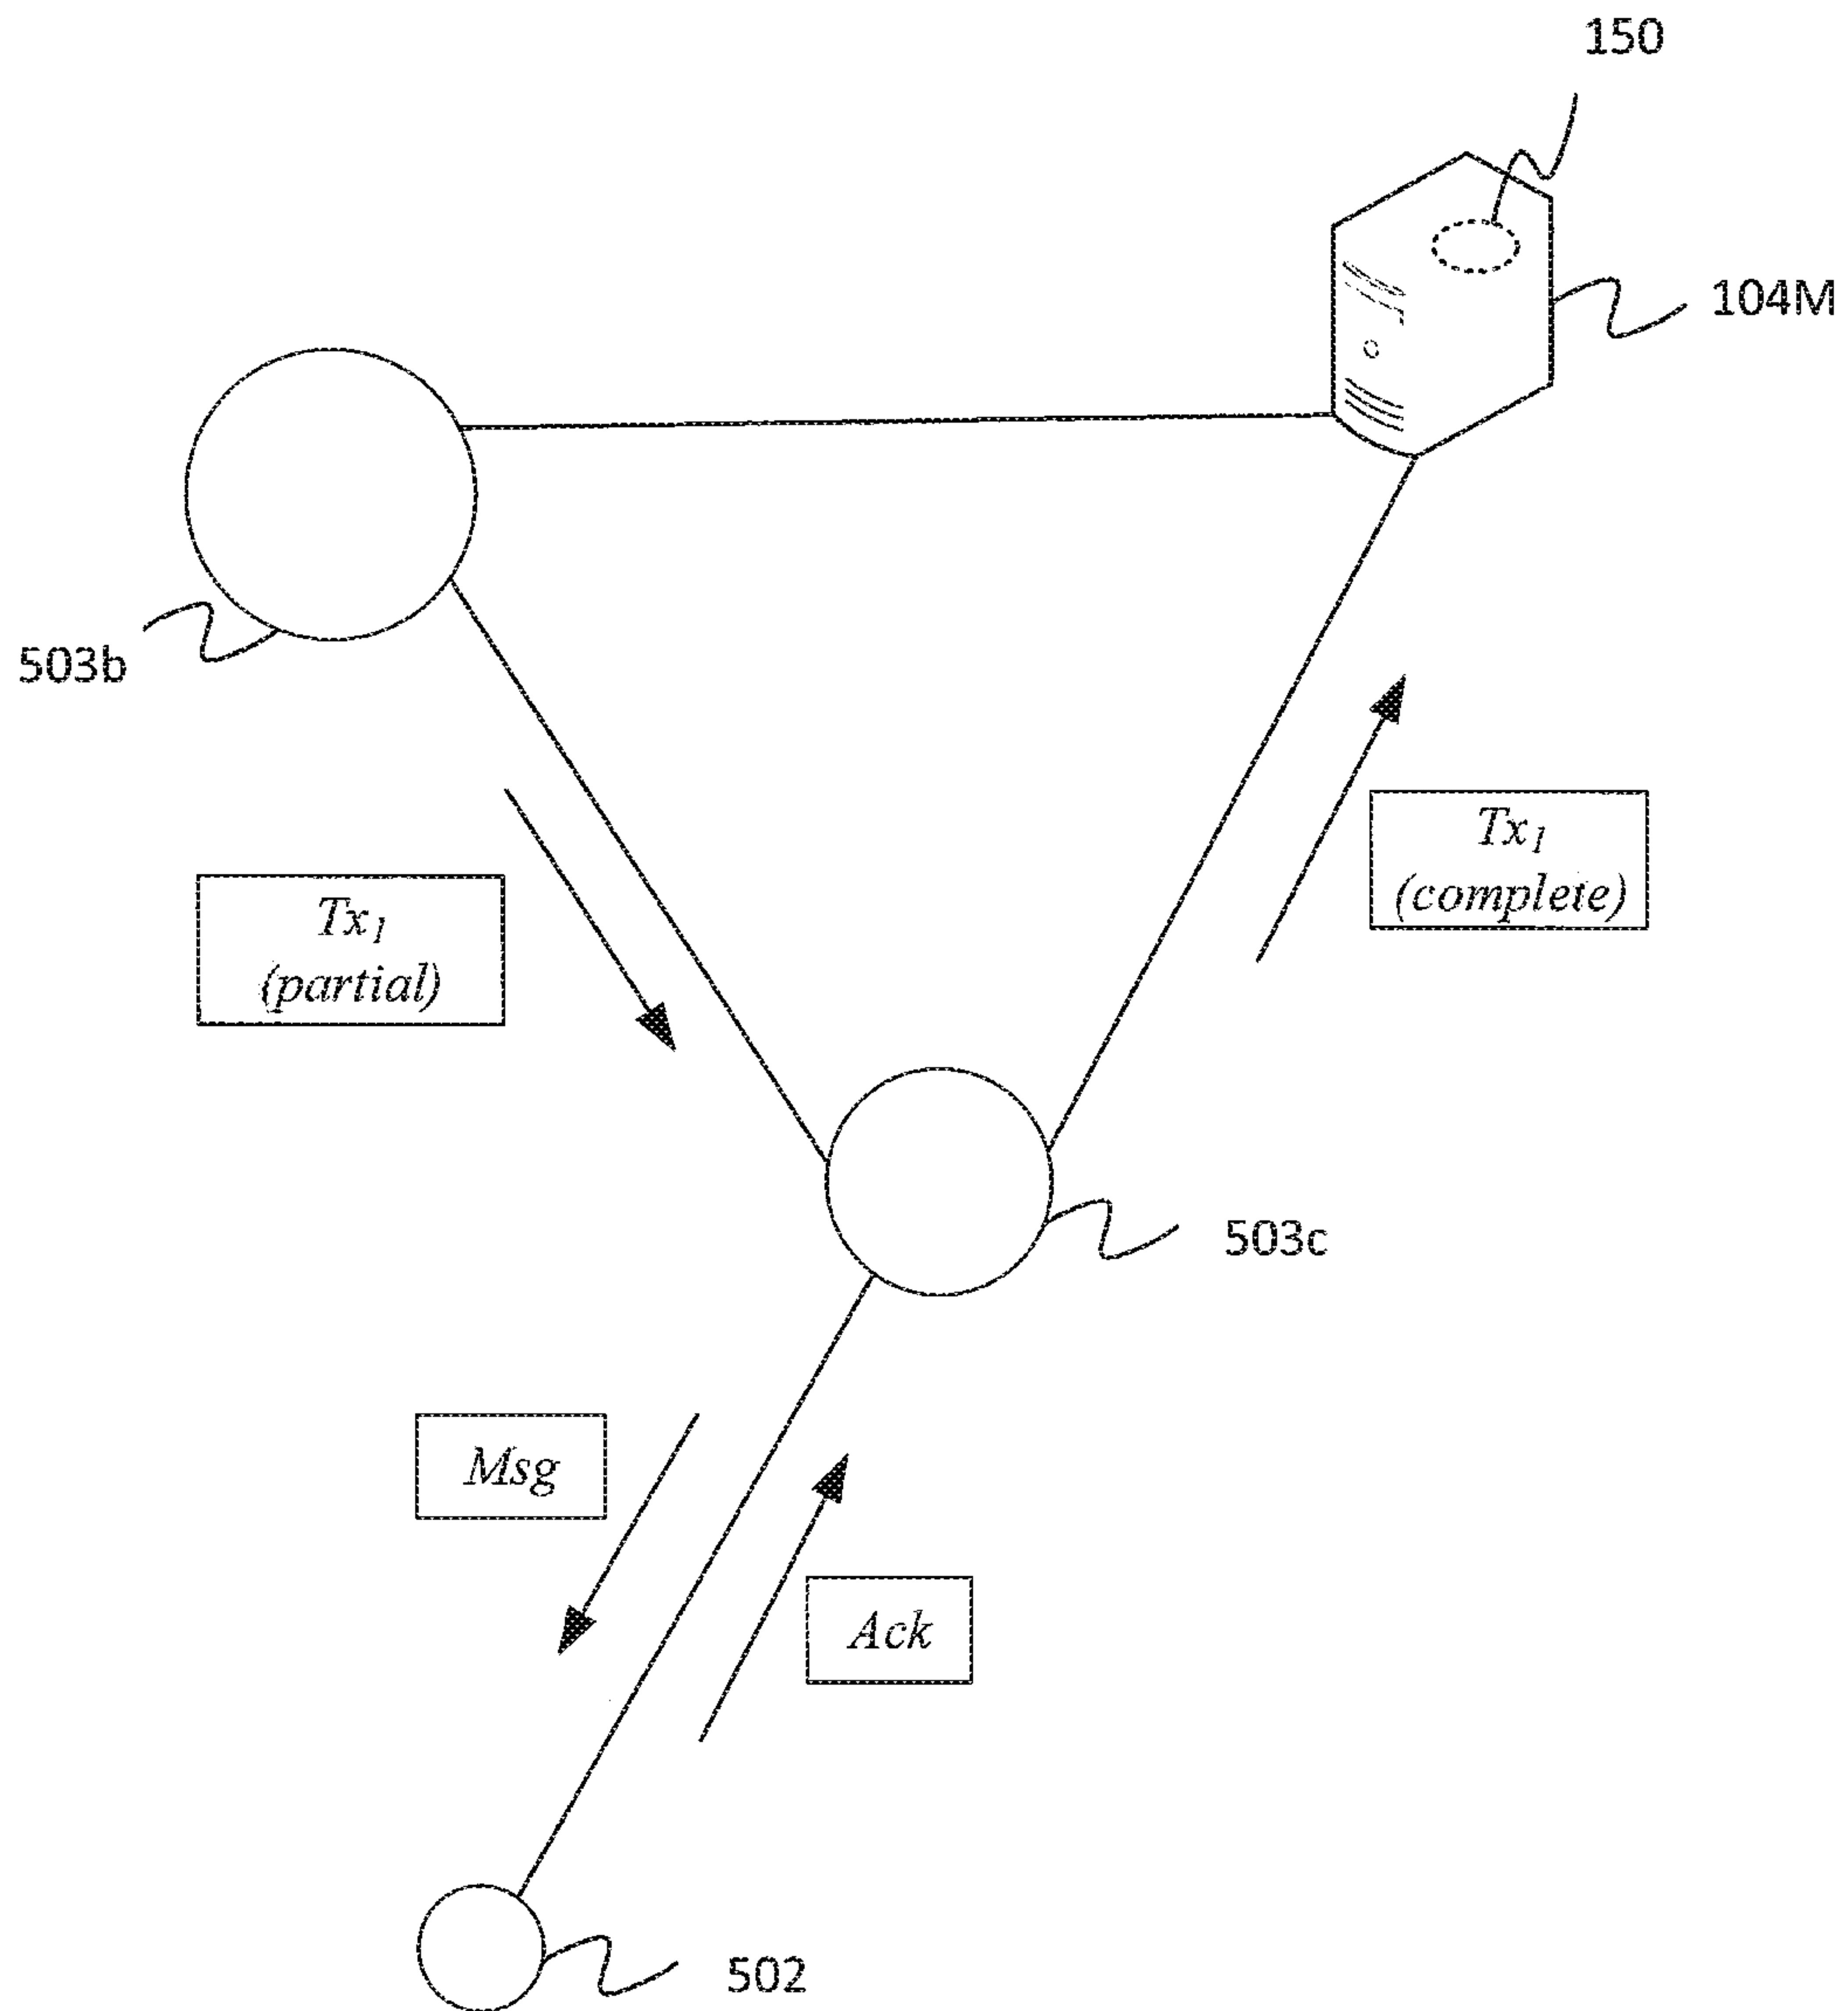 150
104M
503b
Tx₁
(complete)
Tx₁
(partial)
503c
Msg
Ack
502